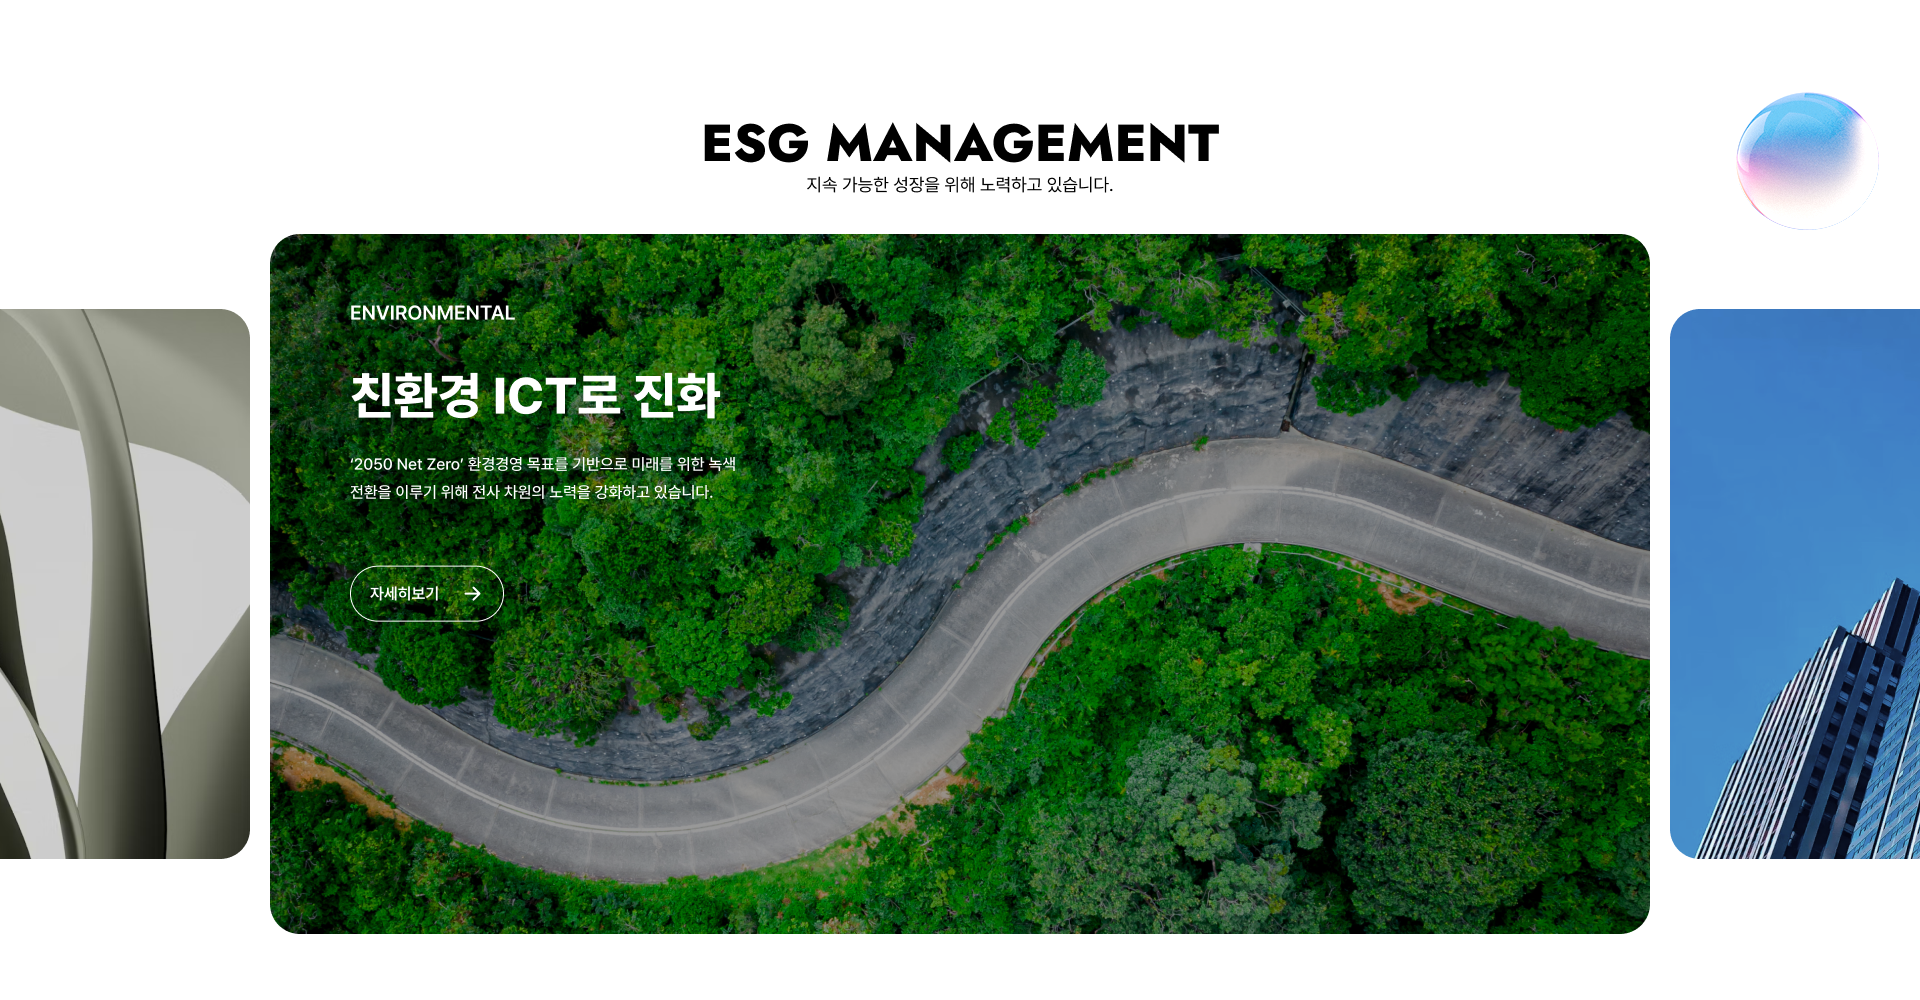 ESG MANAGEMENT
지속 가능한 성장을 위해 노력하고 있습니다.
ENVIRONMENTAL
친환경 ICT로 진화
‘2050 Net Zero’ 환경경영 목표를 기반으로 미래를 위한 녹색
전환을 이루기 위해 전사 차원의 노력을 강화하고 있습니다.
자세히보기